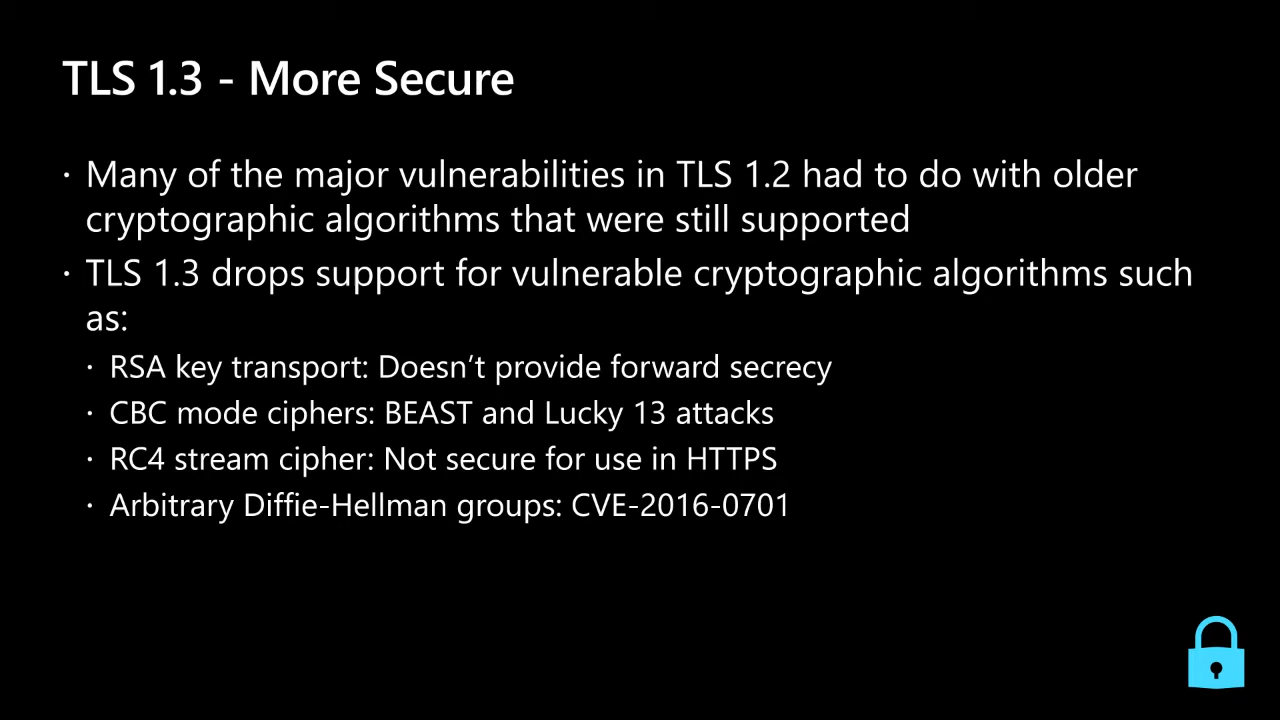 TLS 1.3 - More Secure
· Many of the major vulnerabilities in TLS 1.2 had to do with older
cryptographic algorithms that were still supported
· TLS 1.3 drops support for vulnerable cryptographic algorithms such
as:
· RSA key transport: Doesn’t provide forward secrecy
· CBC mode ciphers: BEAST and Lucky 13 attacks
· RC4 stream cipher: Not secure for use in HTTPS
· Arbitrary Diffie-Hellman groups: CVE-2016-0701